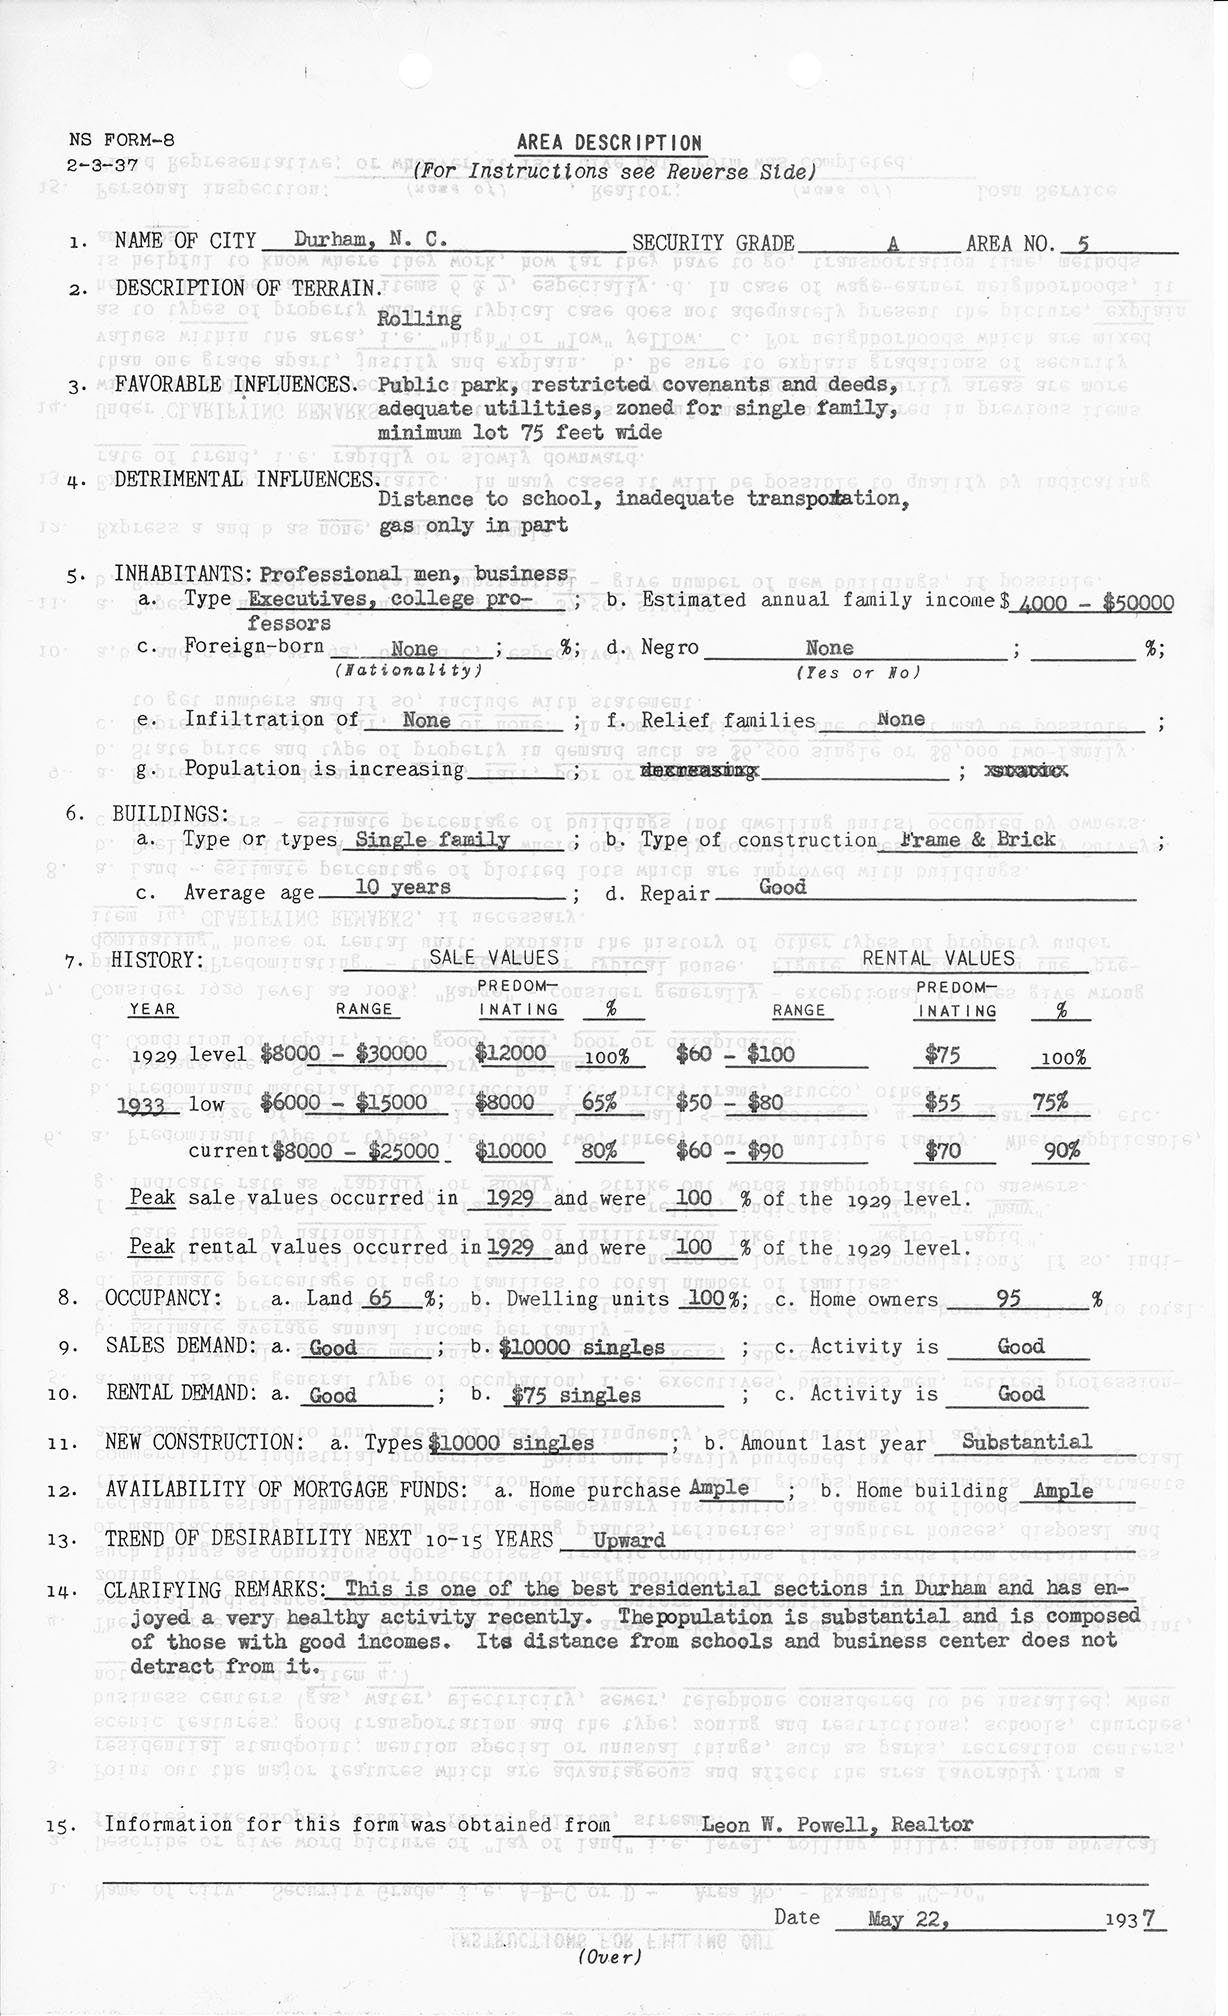 NS FORM-8
2-3-37
AREA DESCRIPTION
(For Instructions see Reverse Side)
1. NAME OF CITY Durham, N. C. SECURITY GRADE A AREA NO. 5
2. DESCRIPTION OF TERRAIN.
Rolling
3. FAVORABLE INFLUENCES. Public park, restricted covenants and deeds,
adequate utilities, zoned for single family,
minimum lot 75 feet wide
4. DETRIMENTAL INFLUENCES.
Distance to school, inadequate transportation,
gas only in part
5. INHABITANTS: Professional men, business
a. Type Executives, college pro- ; b. Estimated annual family income $ 4000 - $50000
fessors
c. Foreign-born None ; %; d. Negro None ; %;
(Nationality) (Yes or No)
e. Infiltration of None ; f. Relief families None ;
g. Population is increasing ; decreasing ; static
6. BUILDINGS:
a. Type or types Single family ; b. Type of construction Frame & Brick ;
c. Average age 10 years ; d. Repair Good
7. HISTORY: SALE VALUES RENTAL VALUES
PREDOM- PREDOM-
YEAR RANGE INATING % RANGE INATING %
1929 level $8000 - $30000 $12000 100% $60 - $100 $75 100%
1933 low $6000 - $15000 $8000 65% $50 - $80 $55 75%
current $8000 - $25000 $10000 80% $60 - $90 $70 90%
Peak sale values occurred in 1929 and were 100 % of the 1929 level.
Peak rental values occurred in 1929 and were 100 % of the 1929 level.
8. OCCUPANCY: a. Land 65 %; b. Dwelling units 100%; c. Home owners 95 %
9. SALES DEMAND: a. Good ; b. $10000 singles ; c. Activity is Good
10. RENTAL DEMAND: a. Good ; b. $75 singles ; c. Activity is Good
11. NEW CONSTRUCTION: a. Types $10000 singles ; b. Amount last year Substantial
12. AVAILABILITY OF MORTGAGE FUNDS: a. Home purchase Ample ; b. Home building Ample
13. TREND OF DESIRABILITY NEXT 10-15 YEARS Upward
14. CLARIFYING REMARKS: This is one of the best residential sections in Durham and has en-
joyed a very healthy activity recently. The population is substantial and is composed
of those with good incomes. Its distance from schools and business center does not
detract from it.
15. Information for this form was obtained from Leon W. Powell, Realtor
Date May 22, 1937
(Over)